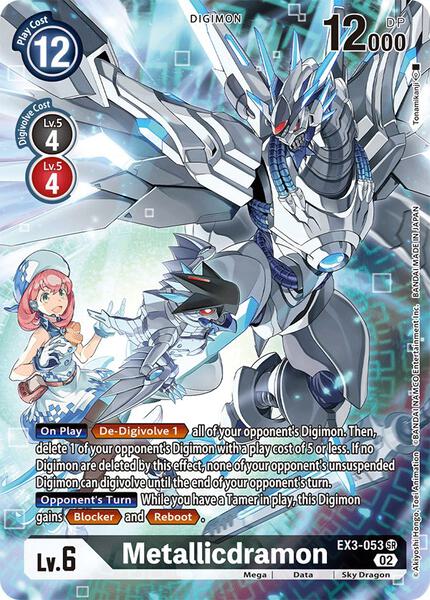 Play Cost
12
DIGIMON
DP
12000
Digivolve Cost
Lv.5
4
Lv.5
4
Tonamikanji
© Akiyoshi Hongo, Toei Animation ©BANDAI NAMCO Entertainment Inc. BANDAI MADE IN JAPAN
On Play De-Digivolve 1 all of your opponent's Digimon. Then,
delete 1 of your opponent's Digimon with a play cost of 5 or less. If no
Digimon are deleted by this effect, none of your opponent's unsuspended
Digimon can digivolve until the end of your opponent's turn.
Opponent's Turn While you have a Tamer in play, this Digimon
gains Blocker and Reboot .
Lv.6
Metallicdramon
EX3-053 SR
02
Mega Data Sky Dragon